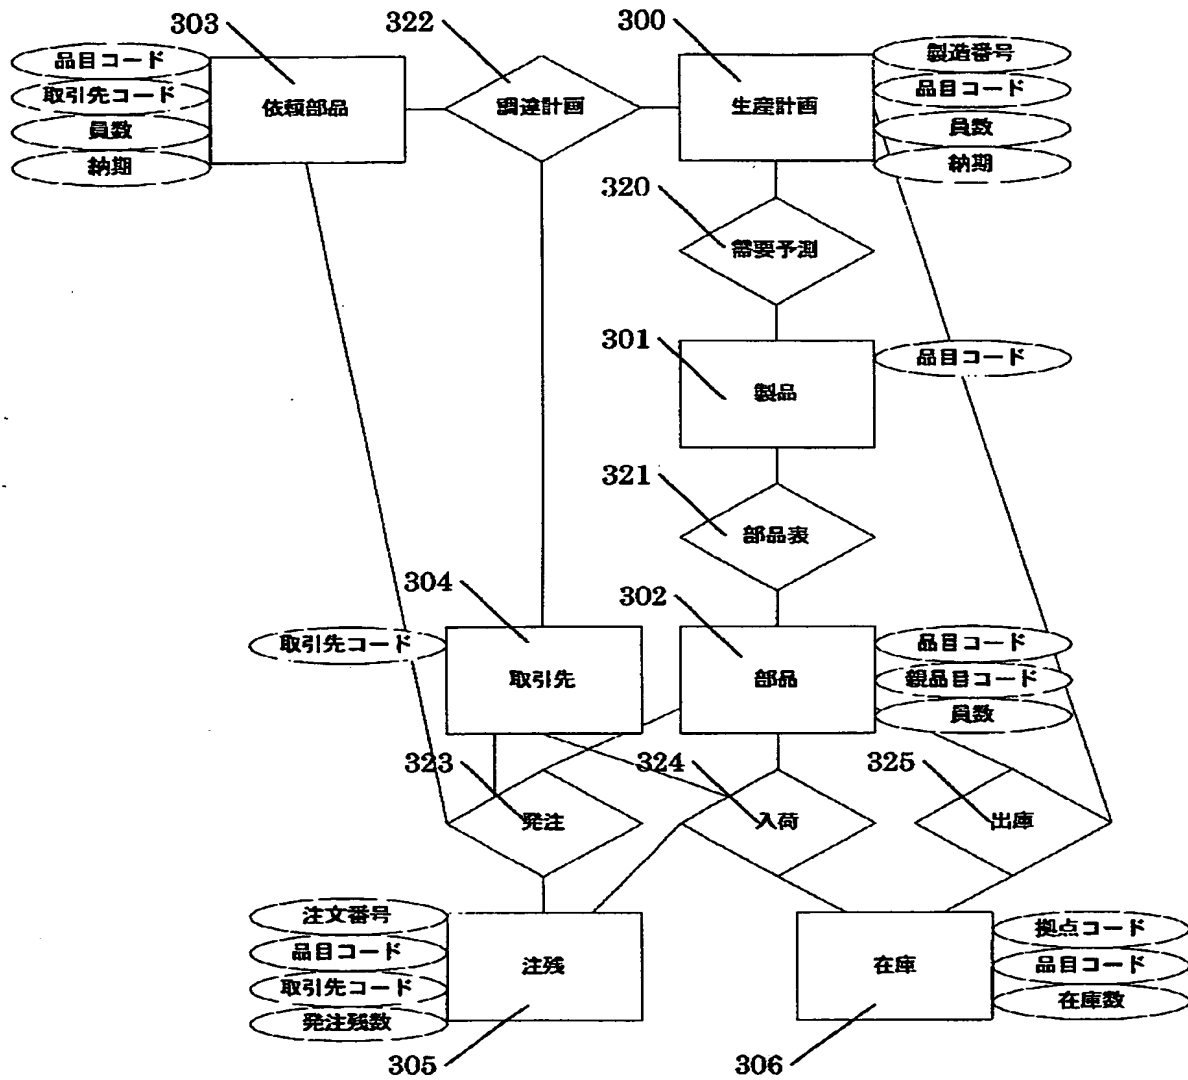 303
322
300
品目コード
取引先コード
員数
納期
依頼部品
調達計画
生産計画
製造番号
品目コード
員数
納期
320
需要予測
301
製品
品目コード
321
部品表
304
302
取引先コード
取引先
部品
品目コード
親品目コード
員数
323
324
325
発注
入荷
出庫
注文番号
品目コード
取引先コード
発注残数
注残
在庫
拠点コード
品目コード
在庫数
305
306